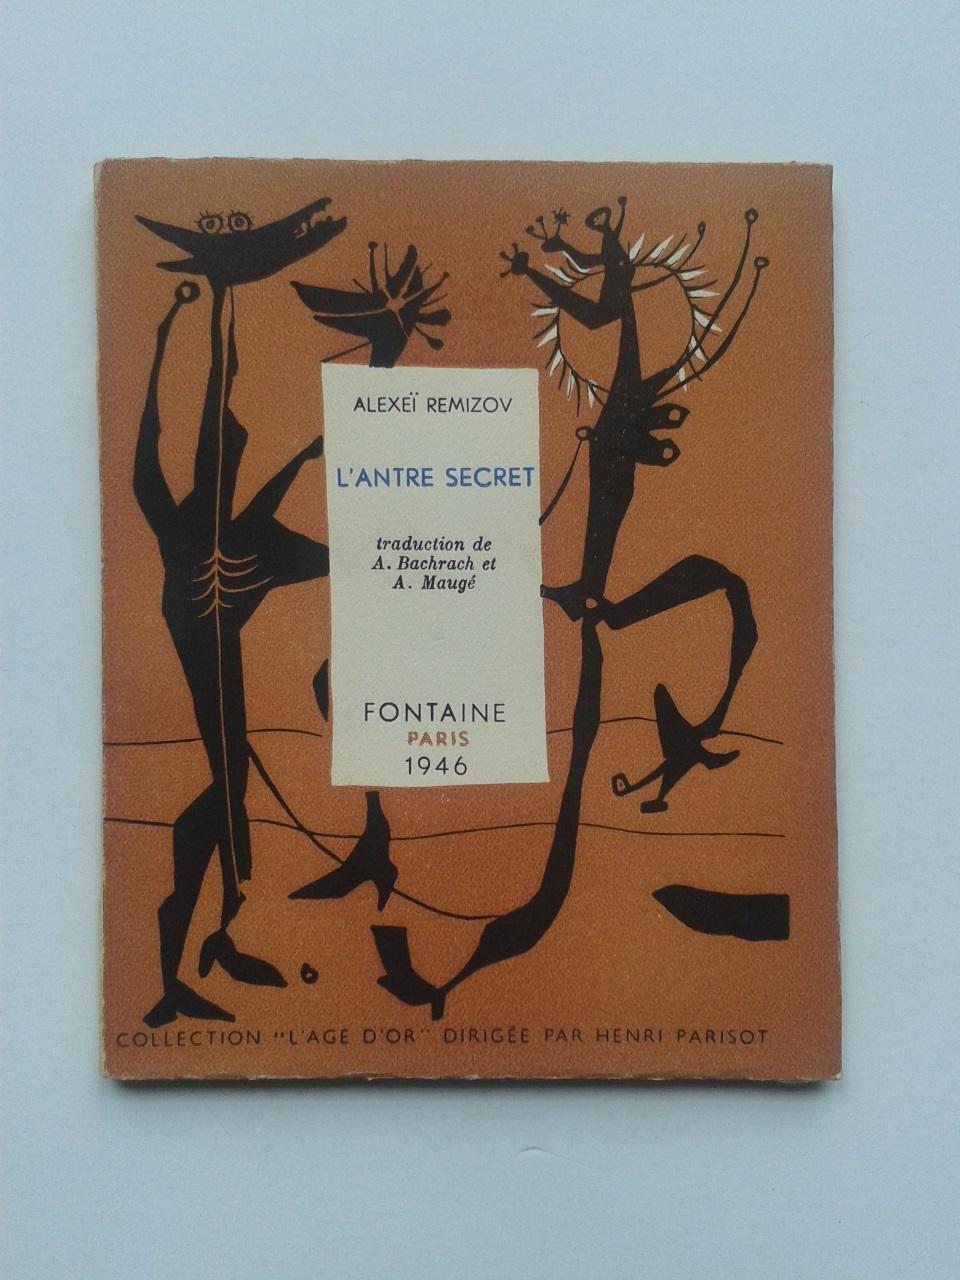 ALEXEÏ REMIZOV
L'ANTRE SECRET
traduction de
A. Bachrach et
A. Maugé
FONTAINE
PARIS
1946
COLLECTION "L'AGE D'OR" DIRIGÉE PAR HENRI PARISOT